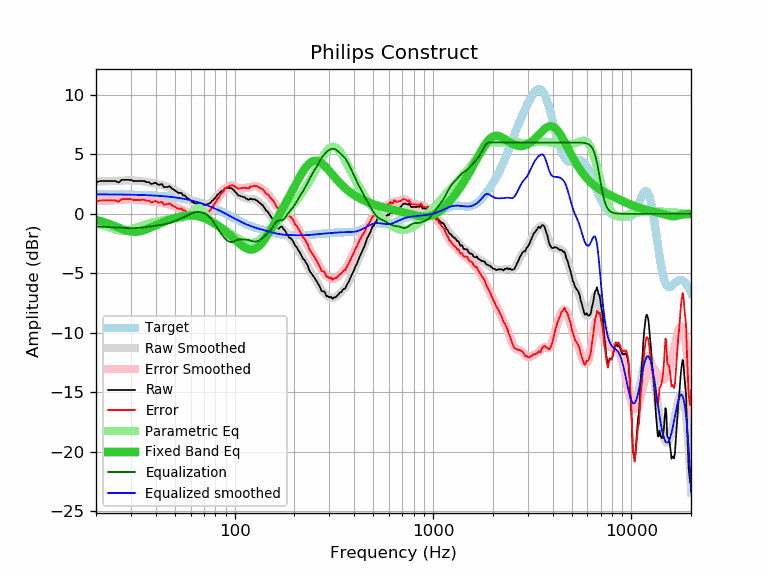 Philips Construct
10
5
0
−5
−10
−15
−20
−25
Amplitude (dBr)
Target
Raw Smoothed
Error Smoothed
Raw
Error
Parametric Eq
Fixed Band Eq
Equalization
Equalized smoothed
100
1000
10000
Frequency (Hz)